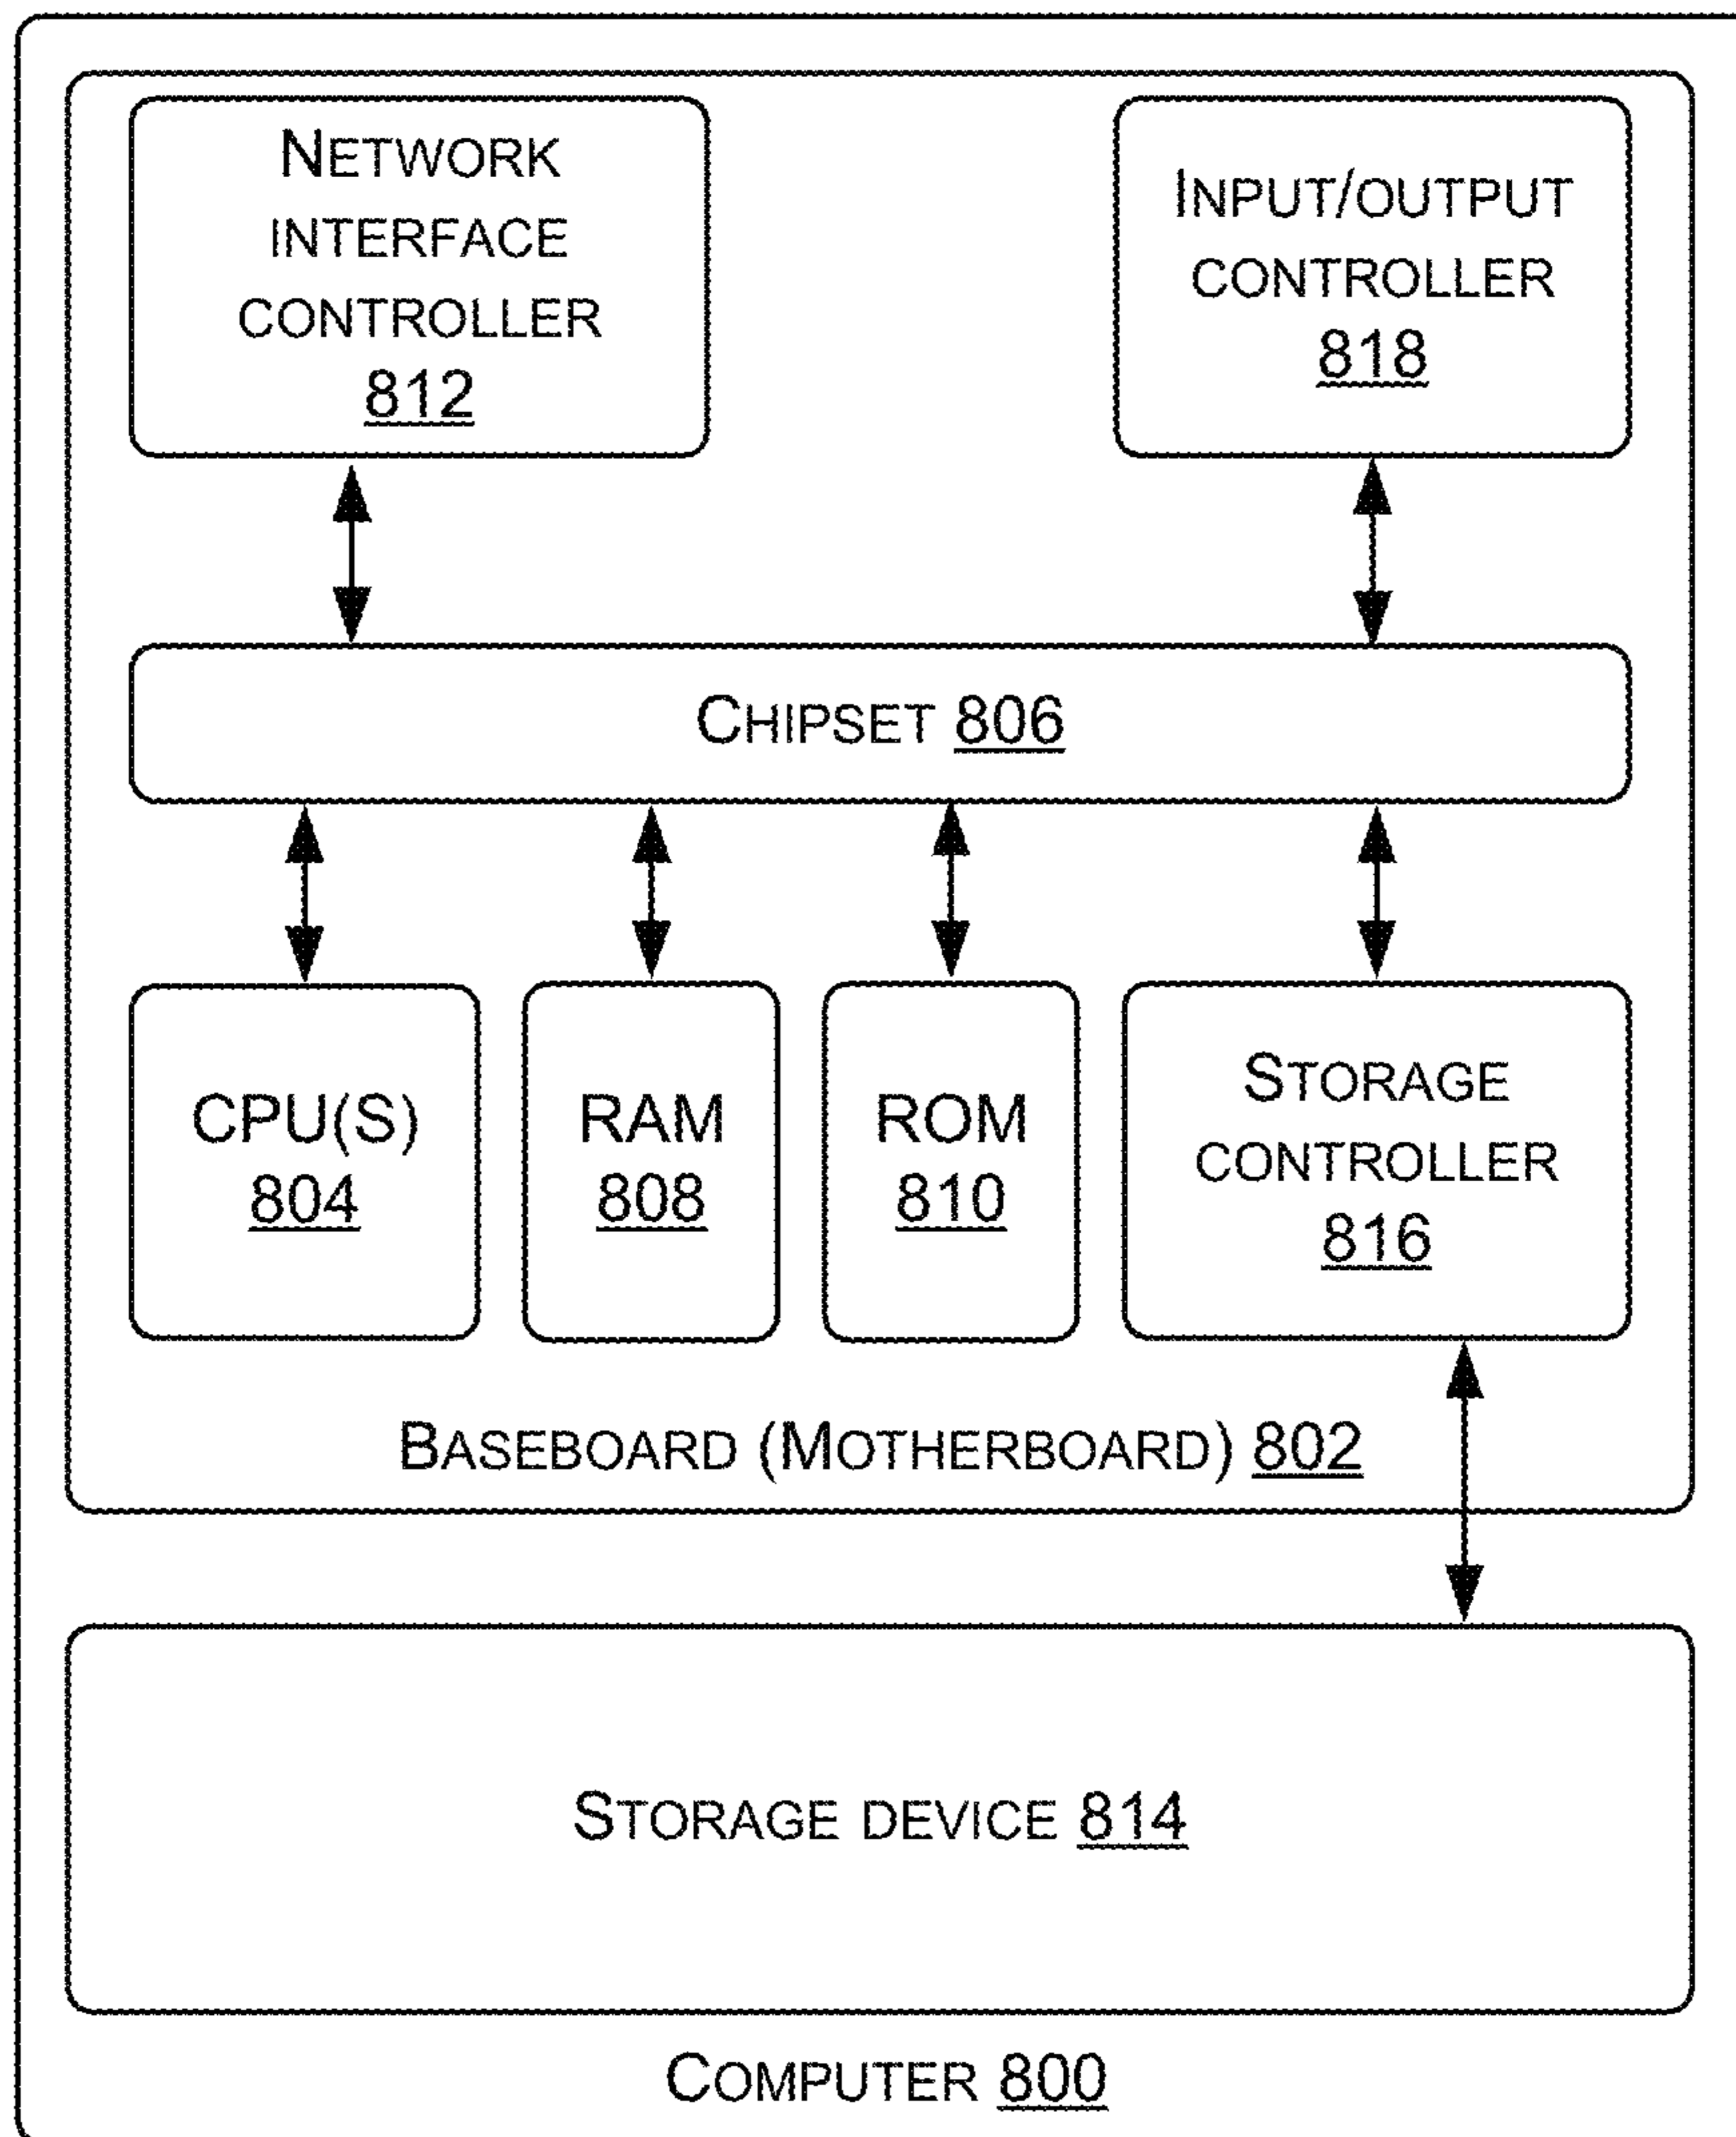 NETWORK
INTERFACE
CONTROLLER
812
INPUT/OUTPUT
CONTROLLER
818
CHIPSET 806
CPU(S)
804
RAM
808
ROM
810
STORAGE
CONTROLLER
816
BASEBOARD (MOTHERBOARD) 802
STORAGE DEVICE 814
COMPUTER 800